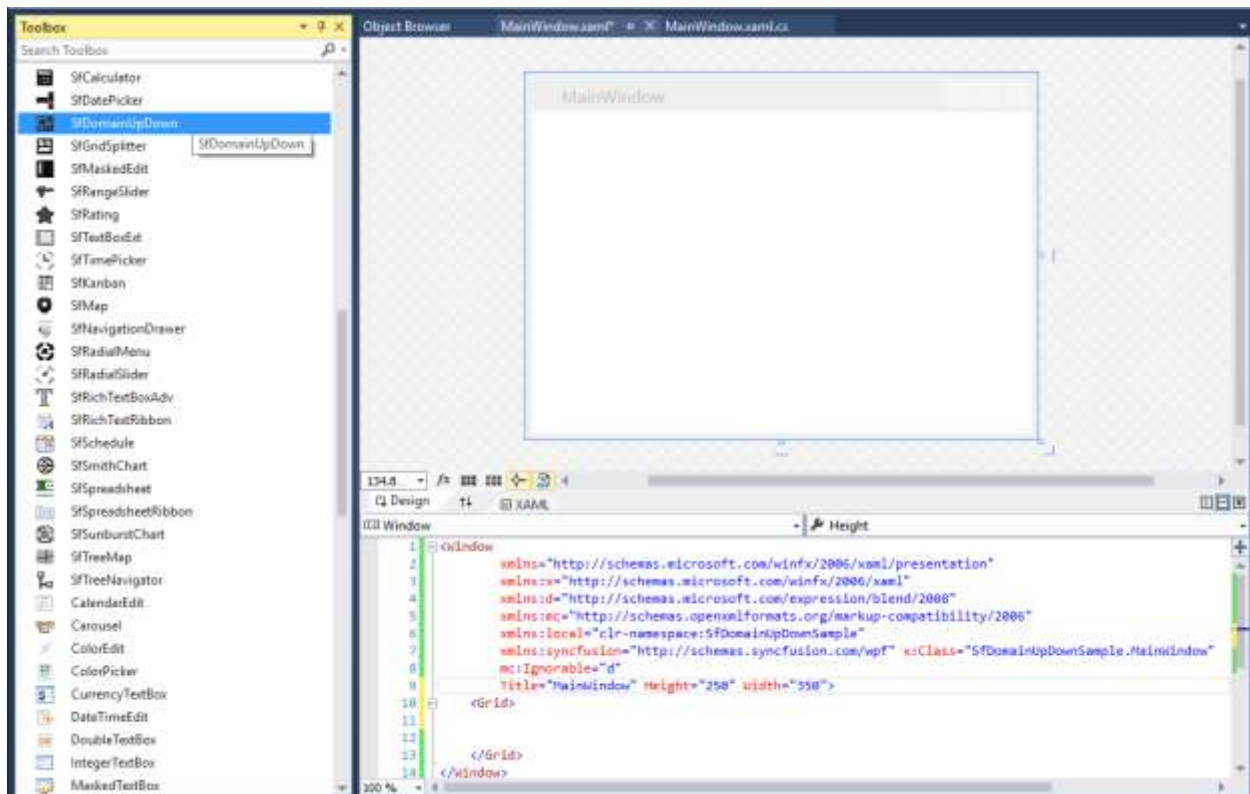 Toolbox
Search Toolbox
SfCalculator
SfDatePicker
SfDomainUpDown
SfGridSplitter
SfDomainUpDown
SfMaskedEdit
SfRangeSlider
SfRating
SfTextBoxExt
SfTimePicker
SfKanban
SfMap
SfNavigationDrawer
SfRadialMenu
SfRadialSlider
SfRichTextBoxAdv
SfRichTextRibbon
SfSchedule
SfSmithChart
SfSpreadsheet
SfSpreadsheetRibbon
SfSunburstChart
SfTreeMap
SfTreeNavigator
CalendarEdit
Carousel
ColorEdit
ColorPicker
CurrencyTextBox
DateTimeEdit
DoubleTextBox
IntegerTextBox
MaskedTextBox
Object Browser MainWindow.xaml* MainWindow.xaml.cs
MainWindow
134.8 fx
Design XAML
Window Height
1 <Window
2 xmlns="http://schemas.microsoft.com/winfx/2006/xaml/presentation"
3 xmlns:x="http://schemas.microsoft.com/winfx/2006/xaml"
4 xmlns:d="http://schemas.microsoft.com/expression/blend/2008"
5 xmlns:mc="http://schemas.openxmlformats.org/markup-compatibility/2006"
6 xmlns:local="clr-namespace:SfDomainUpDownSample"
7 xmlns:syncfusion="http://schemas.syncfusion.com/wpf" x:Class="SfDomainUpDownSample.MainWindow"
8 mc:Ignorable="d"
9 Title="MainWindow" Height="250" Width="350">
10 <Grid>
11
12
13 </Grid>
14 </Window>
100 %